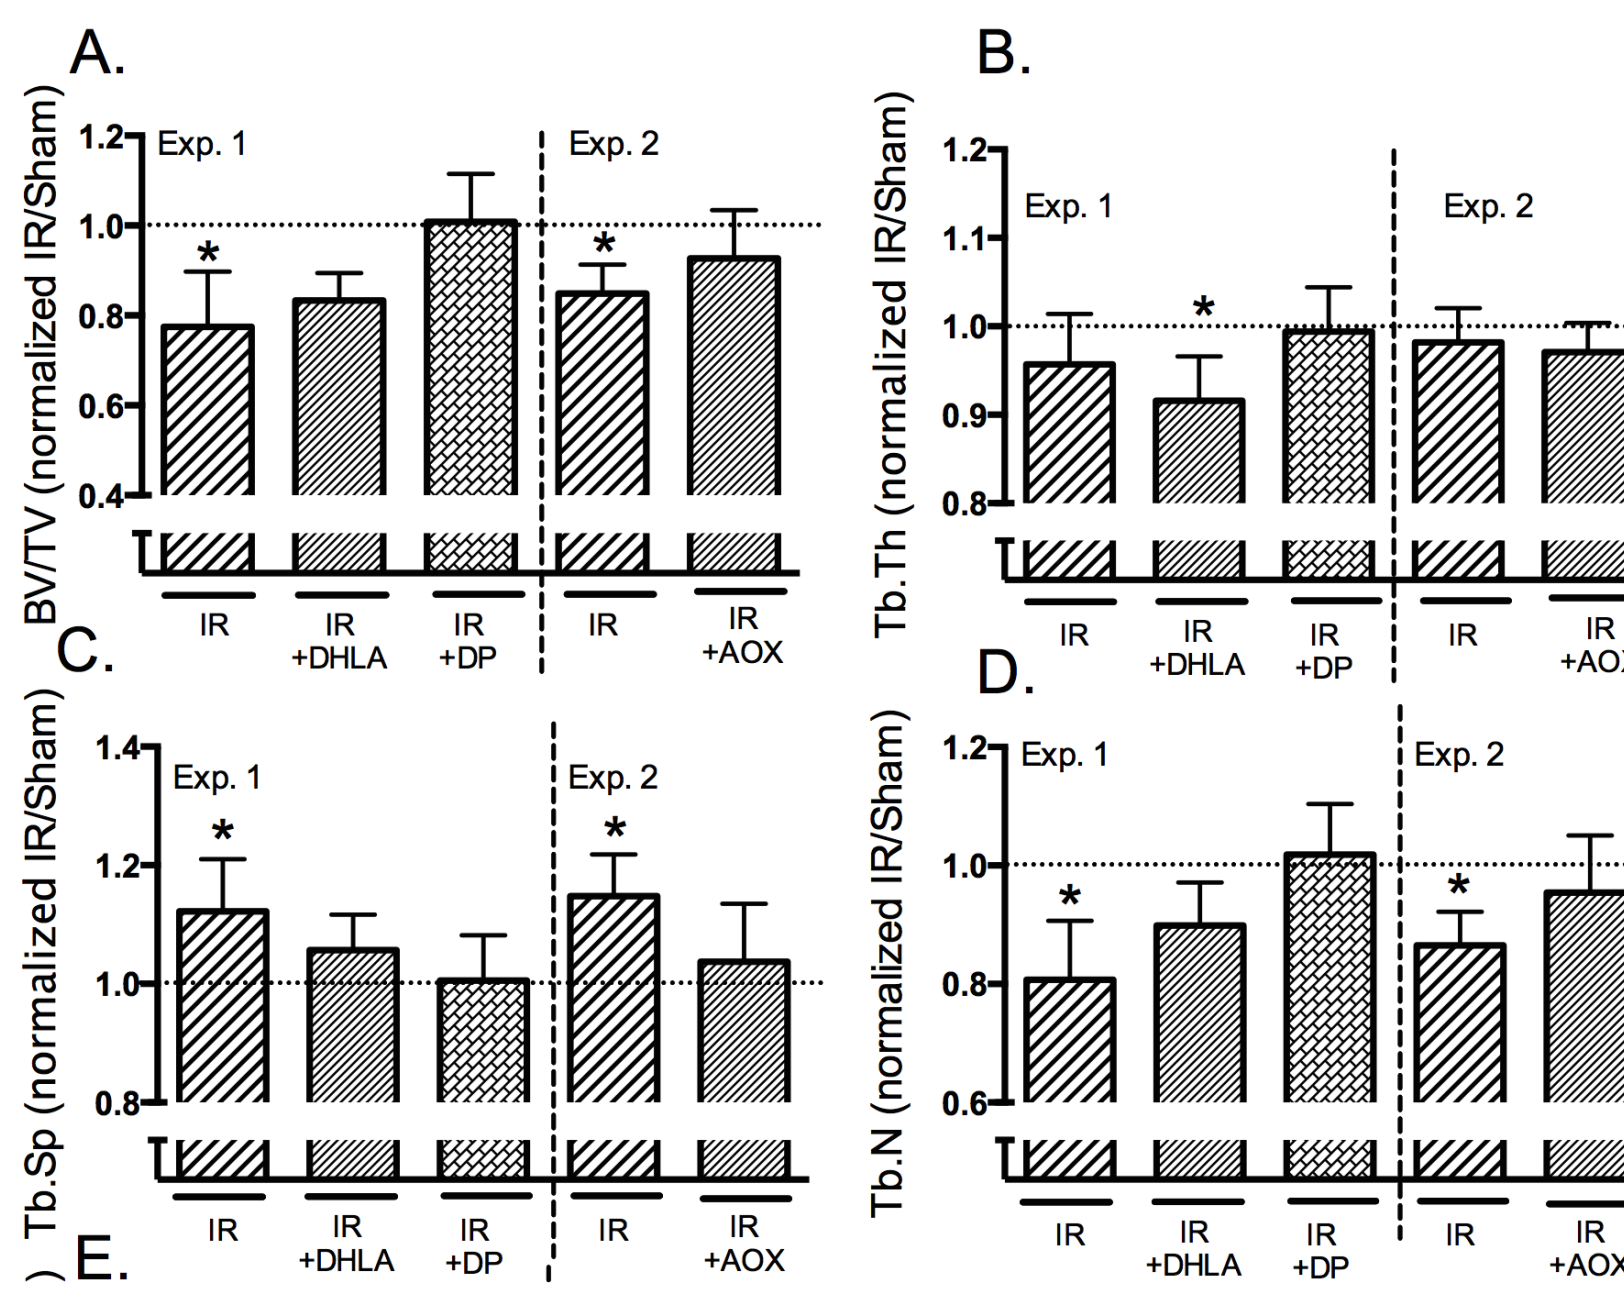 A.
BV/TV (normalized IR/Sham)
1.2
1.0
0.8
0.6
0.4
Exp. 1
Exp. 2
*
*
IR
IR
+DHLA
IR
+DP
IR
IR
+AOX
B.
Tb.Th (normalized IR/Sham)
1.2
1.1
1.0
0.9
0.8
Exp. 1
Exp. 2
*
IR
IR
+DHLA
IR
+DP
IR
IR
+AO
C.
Tb.Sp (normalized IR/Sham)
1.4
1.2
1.0
0.8
Exp. 1
Exp. 2
*
*
IR
IR
+DHLA
IR
+DP
IR
IR
+AOX
D.
Tb.N (normalized IR/Sham)
1.2
1.0
0.8
0.6
Exp. 1
Exp. 2
*
*
IR
IR
+DHLA
IR
+DP
IR
IR
+AOX
E.
)